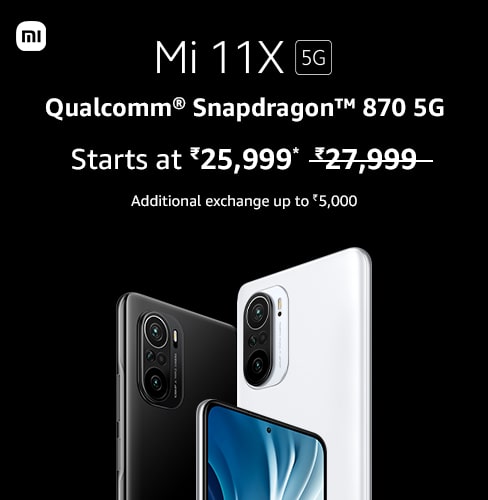 mi
Mi 11X 5G
Qualcomm® Snapdragon™ 870 5G
Starts at ₹25,999* ₹27,999
Additional exchange up to ₹5,000